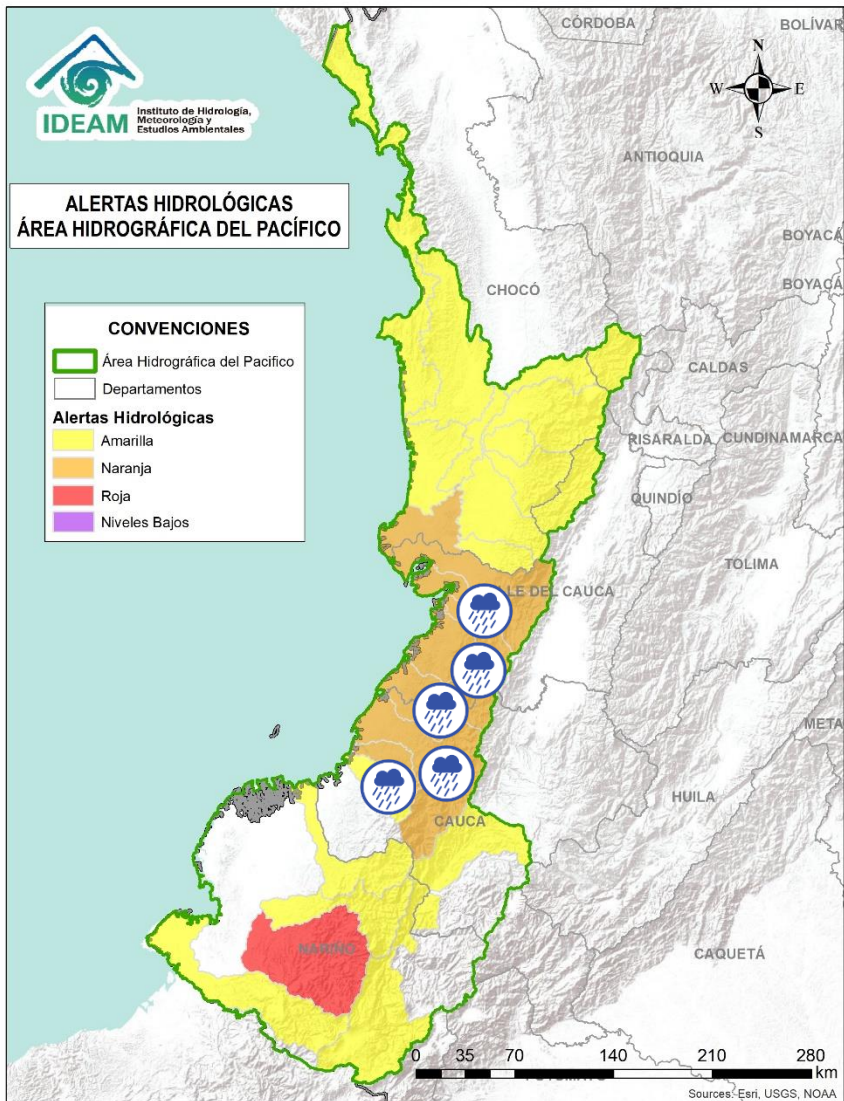 CÓRDOBA
BOLÍVAR
N
W E
S
IDEAM
Instituto de Hidrología,
Meteorología y
Estudios Ambientales
ANTIOQUIA
ALERTAS HIDROLÓGICAS
ÁREA HIDROGRÁFICA DEL PACÍFICO
BOYACÁ
BOYACÁ
CHOCÓ
CONVENCIONES
Área Hidrográfica del Pacifico
Departamentos
Alertas Hidrológicas
Amarilla
Naranja
Roja
Niveles Bajos
CALDAS
RISARALDA
CUNDINAMARCA
QUINDÍO
TOLIMA
LE DEL CAUCA
META
HUILA
CAUCA
NARIÑO
CAQUETÁ
0 35 70 140 210 280
km
Sources: Esri, USGS, NOAA